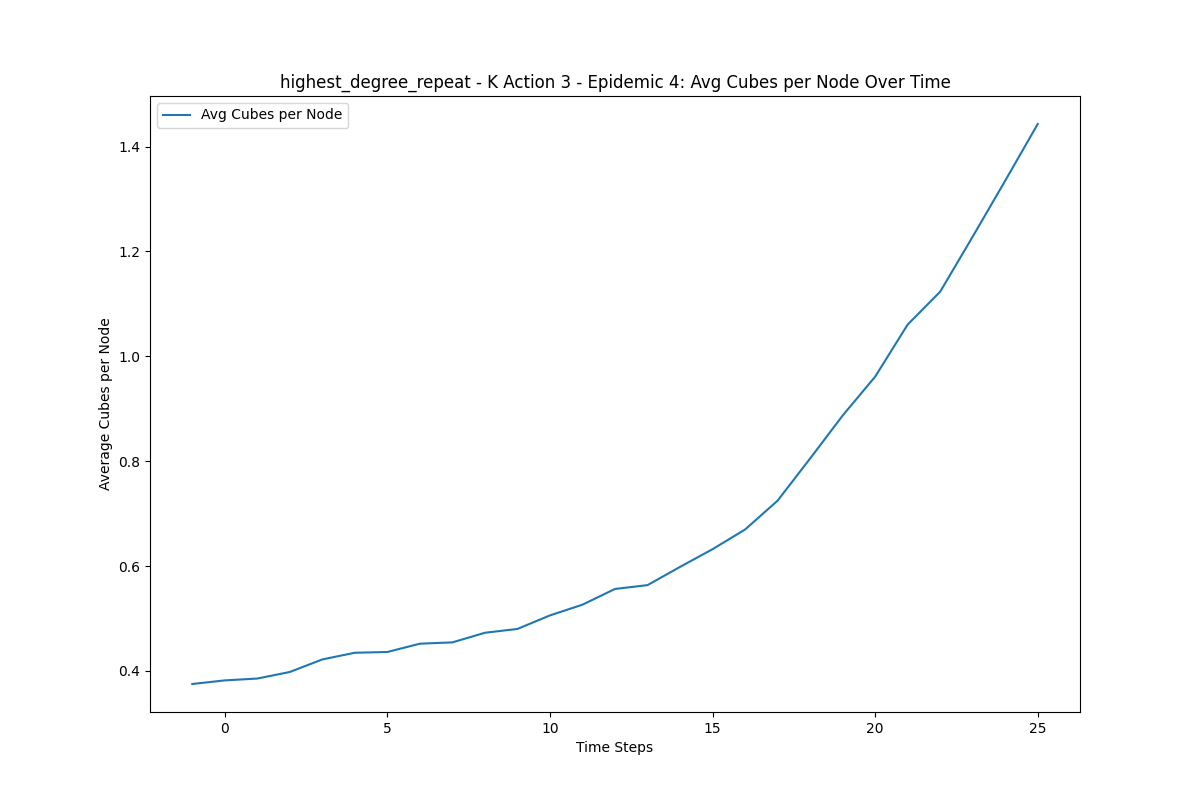 highest_degree_repeat - K Action 3 - Epidemic 4: Avg Cubes per Node Over Time
Avg Cubes per Node
1.4
1.2
1.0
0.8
0.6
0.4
Average Cubes per Node
0 5 10 15 20 25
Time Steps